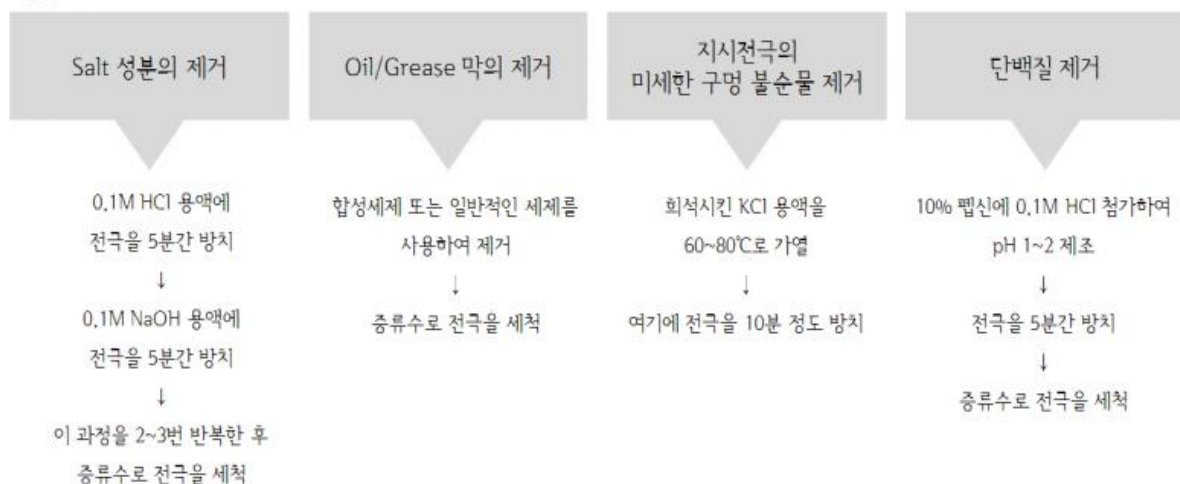 Salt 성분의 제거
0.1M HCl 용액에
전극을 5분간 방치
↓
0.1M NaOH 용액에
전극을 5분간 방치
↓
이 과정을 2~3번 반복한 후
증류수로 전극을 세척
Oil/Grease 막의 제거
합성세제 또는 일반적인 세제를
사용하여 제거
↓
증류수로 전극을 세척
지시전극의
미세한 구멍 불순물 제거
희석시킨 KCl 용액을
60~80℃로 가열
↓
여기에 전극을 10분 정도 방치
단백질 제거
10% 펩신에 0.1M HCl 첨가하여
pH 1~2 제조
↓
전극을 5분간 방치
↓
증류수로 전극을 세척